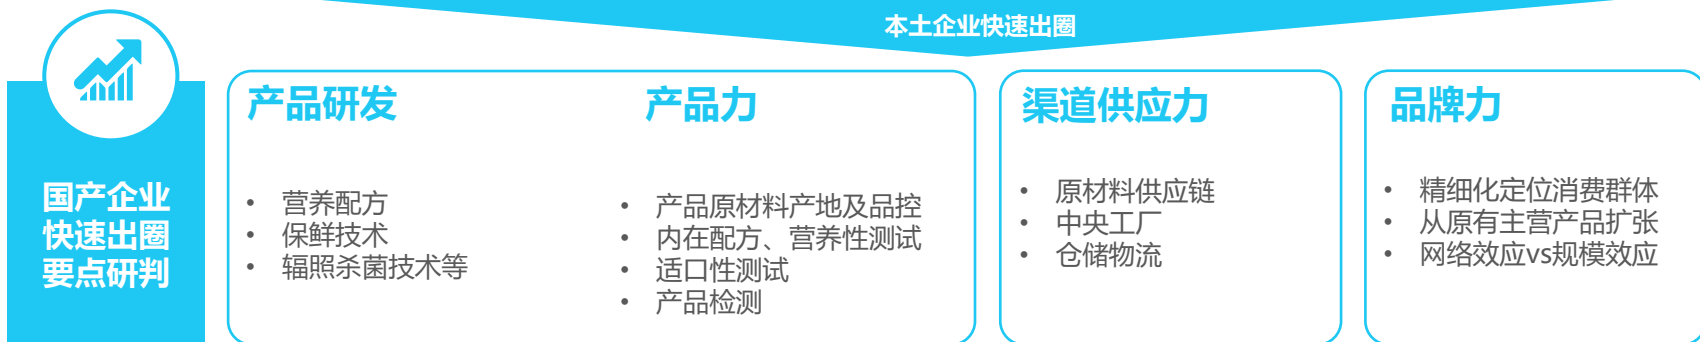 本土企业快速出圈
国产企业
快速出圈
要点研判
产品研发
• 营养配方
• 保鲜技术
• 辐照杀菌技术等
产品力
• 产品原材料产地及品控
• 内在配方、营养性测试
• 适口性测试
• 产品检测
渠道供应力
• 原材料供应链
• 中央工厂
• 仓储物流
品牌力
• 精细化定位消费群体
• 从原有主营产品扩张
• 网络效应vs规模效应